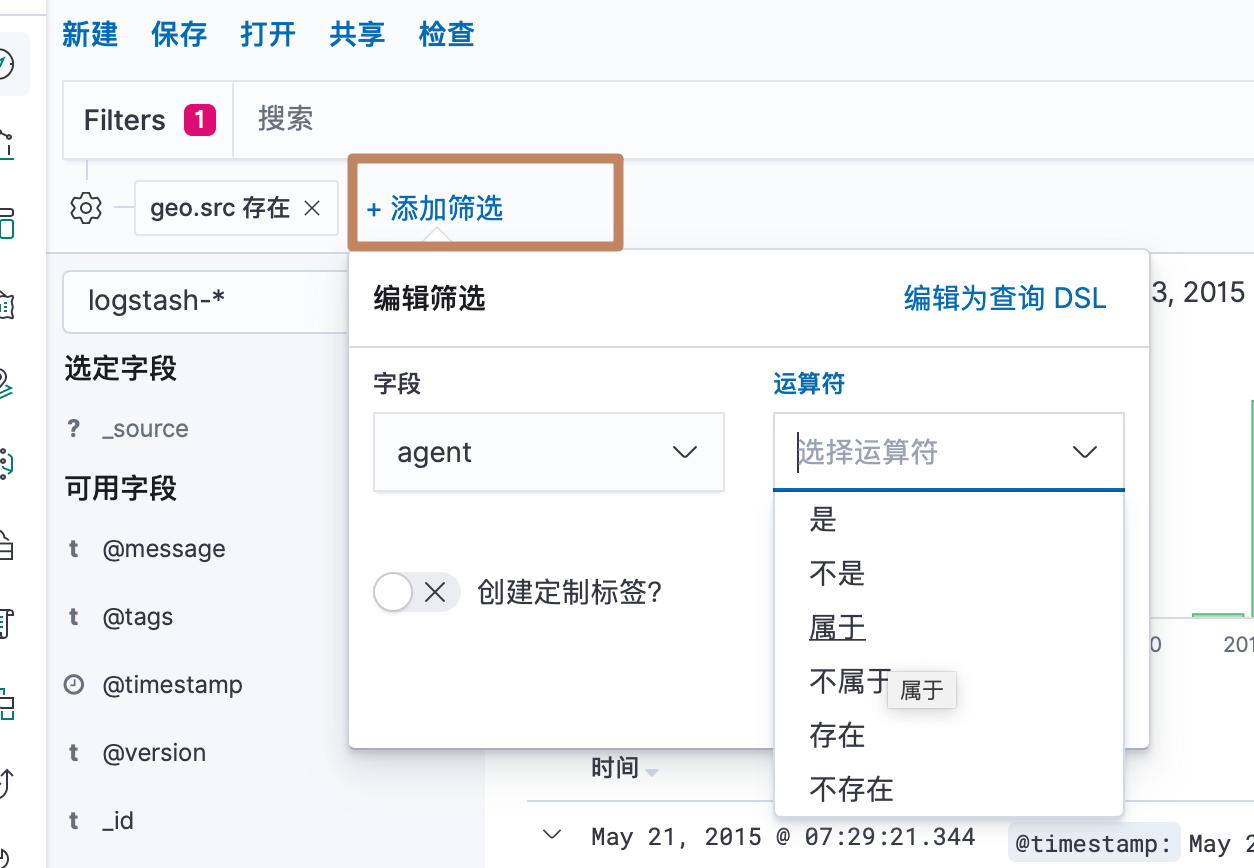 新建 保存 打开 共享 检查
Filters 1 搜索
geo.src 存在 + 添加筛选
logstash-*
编辑筛选 编辑为查询 DSL
3, 2015
选定字段
? _source
可用字段
t @message
t @tags
@timestamp
t @version
t _id
字段 运算符
agent 选择运算符
是
不是
属于
不属于
属于
存在
不存在
创建定制标签?
0 201
时间
May 21, 2015 @ 07:29:21.344 @timestamp: May 2